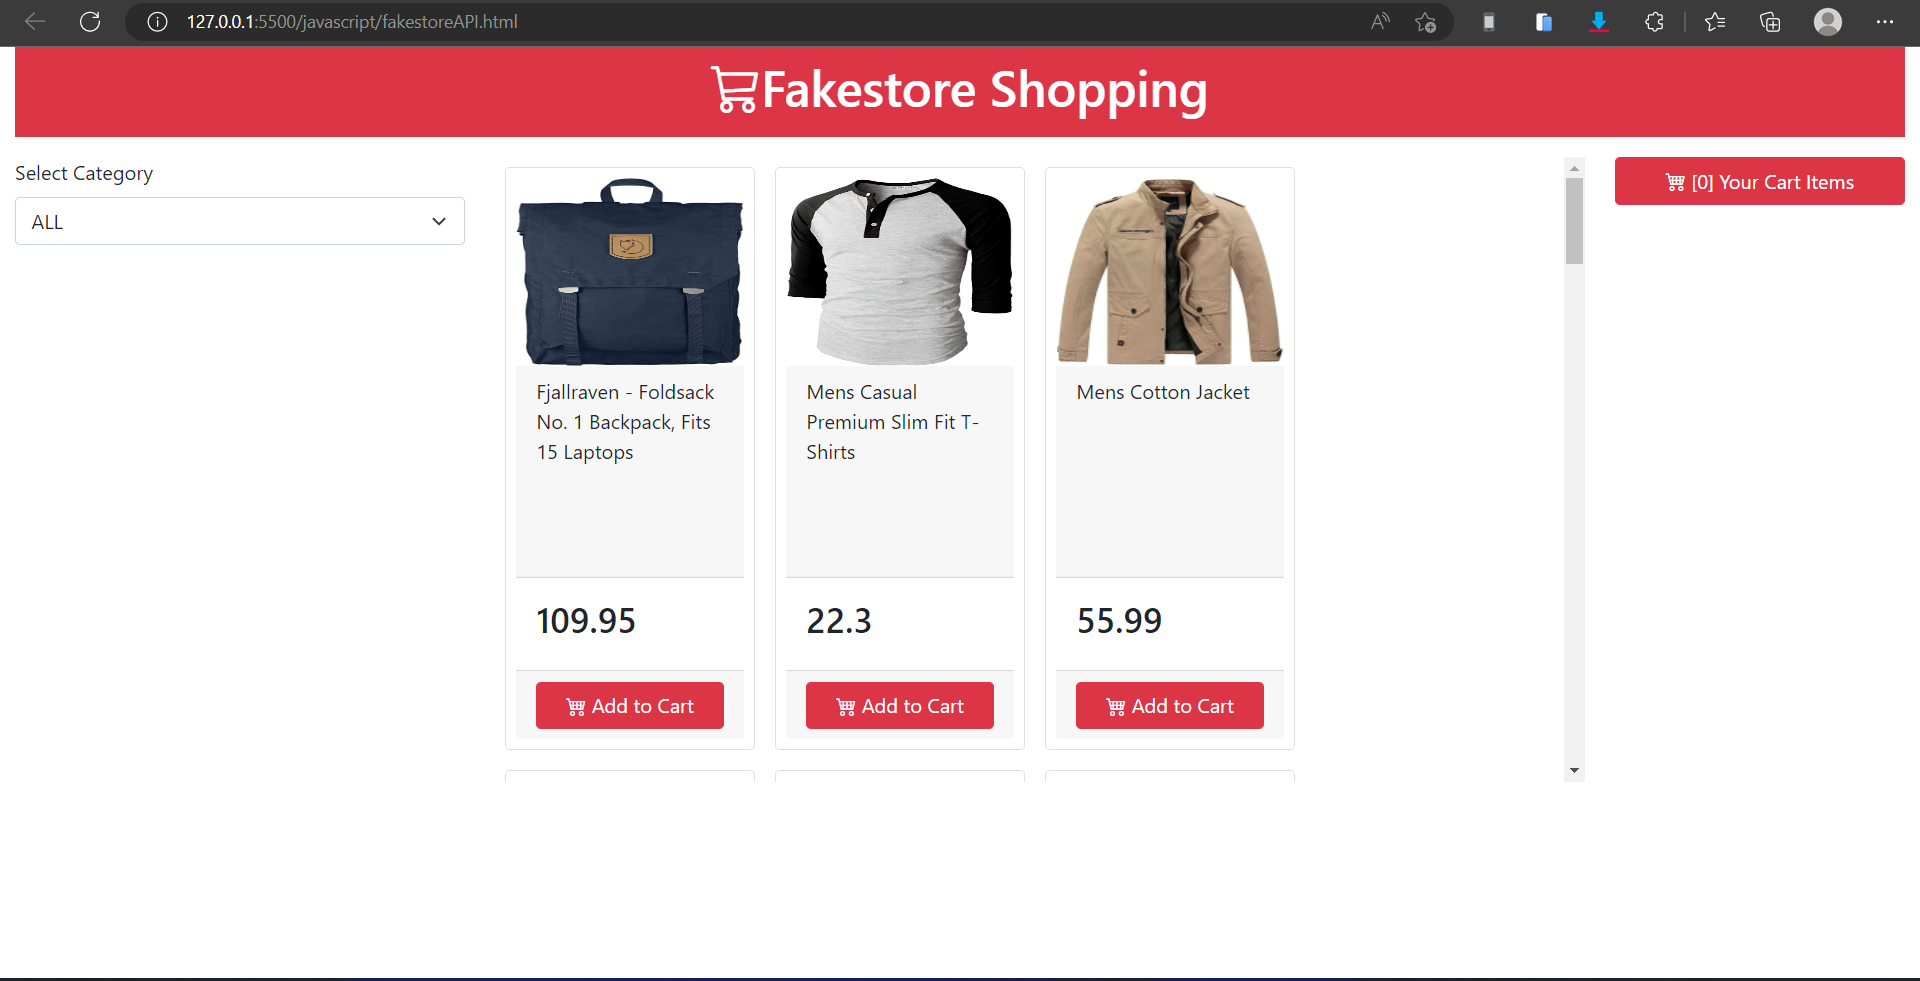 127.0.0.1:5500/javascript/fakestoreAPI.html
Fakestore Shopping
Select Category
ALL
[0] Your Cart Items
Fjallraven - Foldsack
No. 1 Backpack, Fits
15 Laptops
109.95
Add to Cart
Mens Casual
Premium Slim Fit T-
Shirts
22.3
Add to Cart
Mens Cotton Jacket
55.99
Add to Cart